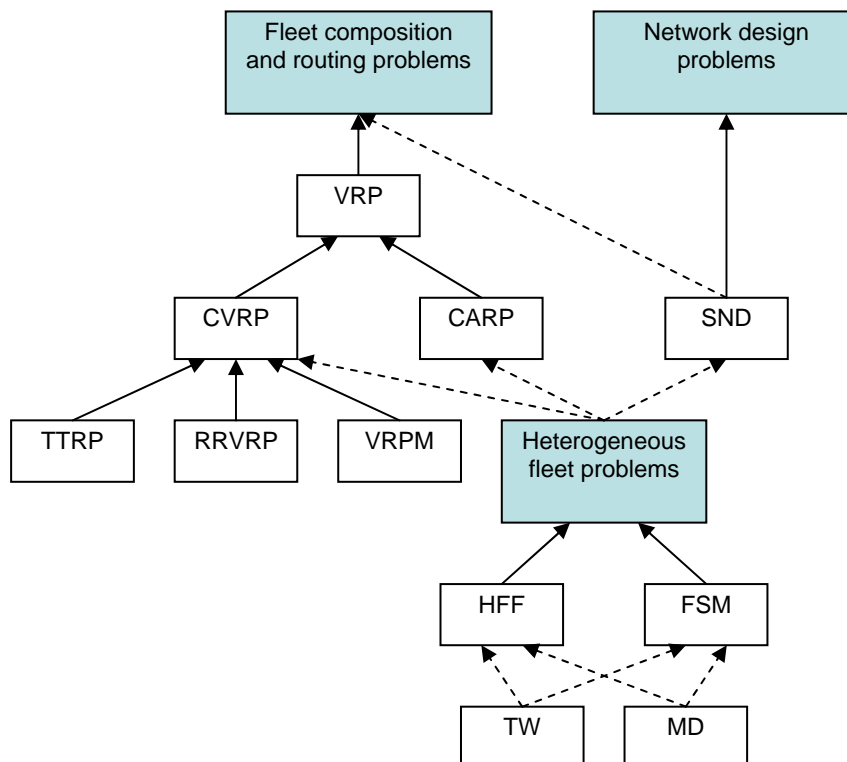 Fleet composition
and routing problems
Network design
problems
VRP
CVRP
CARP
SND
TTRP
RRVRP
VRPM
Heterogeneous
fleet problems
HFF
FSM
TW
MD